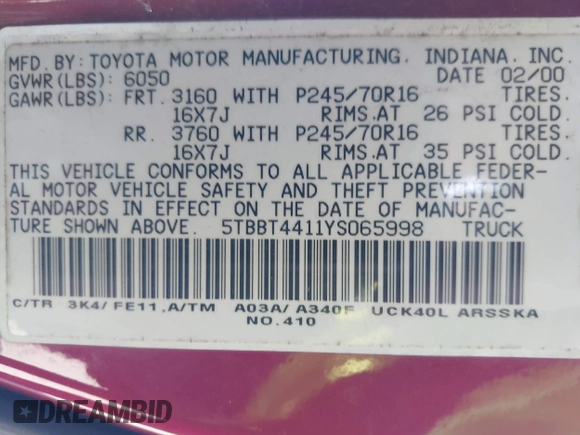 MFD. BY: TOYOTA MOTOR MANUFACTURING, INDIANA, INC.
GVWR(LBS): 6050 DATE 02/00
GAWR(LBS): FRT. 3160 WITH P245/70R16 TIRES.
16X7J RIMS.AT 26 PSI COLD.
RR. 3760 WITH P245/70R16 TIRES.
16X7J RIMS.AT 35 PSI COLD.
THIS VEHICLE CONFORMS TO ALL APPLICABLE FEDER-
AL MOTOR VEHICLE SAFETY AND THEFT PREVENTION
STANDARDS IN EFFECT ON THE DATE OF MANUFAC-
TURE SHOWN ABOVE. 5TBBT4411YS065998 TRUCK
C/TR 3K4/ FE11,A/TM A03A/ A340F UCK40L ARSSKA
NO.410
DREAMBID